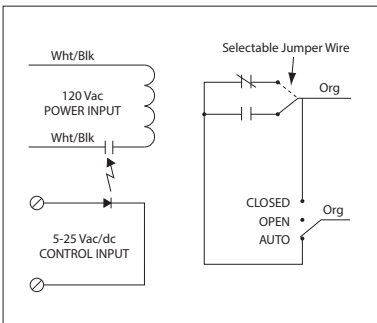 Selectable Jumper Wire
Wht/Blk
Org
120 Vac
POWER INPUT
Wht/Blk
CLOSED
OPEN
AUTO
Org
5-25 Vac/dc
CONTROL INPUT